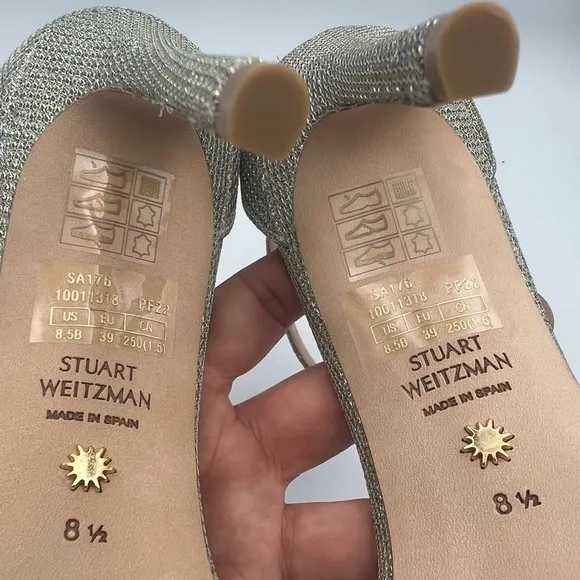 SA176
10011318 PF22
US EU CN
8.5B 39 250(1.5)
STUART
WEITZMAN
MADE IN SPAIN
8 ½
SA176
10011318 PF22
US EU CN
8.5B 39 250(1.5)
STUART
WEITZMAN
MADE IN SPAIN
8 ½